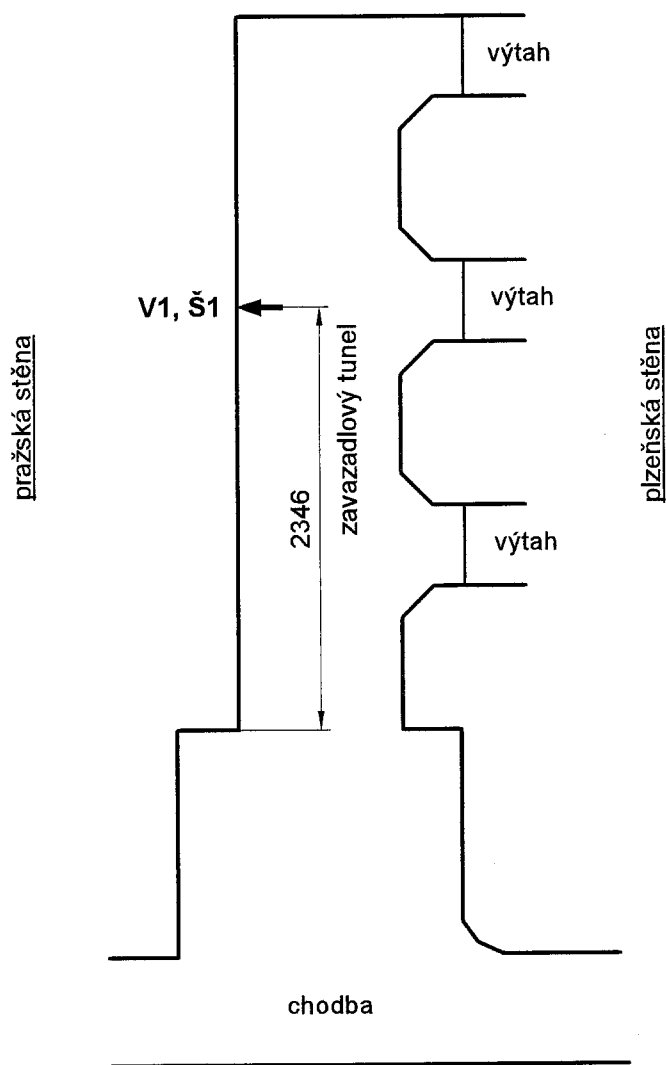 výtah
výtah
V1, Š1
pražská stěna
2346
zavazadlový tunel
plzeňská stěna
výtah
chodba